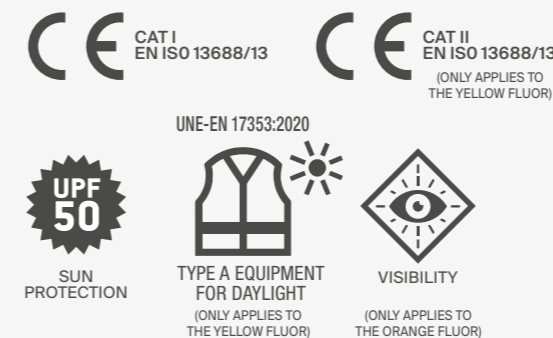 CE CAT I
EN ISO 13688/13
CE CAT II
EN ISO 13688/13
(ONLY APPLIES TO
THE YELLOW FLUOR)
UNE-EN 17353:2020
UPF
50
SUN
PROTECTION
TYPE A EQUIPMENT
FOR DAYLIGHT
(ONLY APPLIES TO
THE YELLOW FLUOR)
VISIBILITY
(ONLY APPLIES TO
THE ORANGE FLUOR)